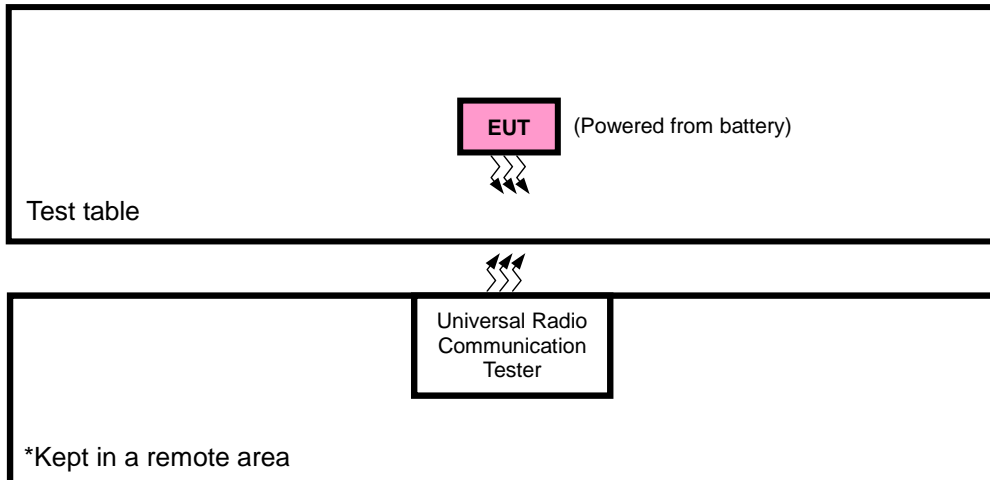 EUT (Powered from battery)
Test table
Universal Radio
Communication
Tester
*Kept in a remote area